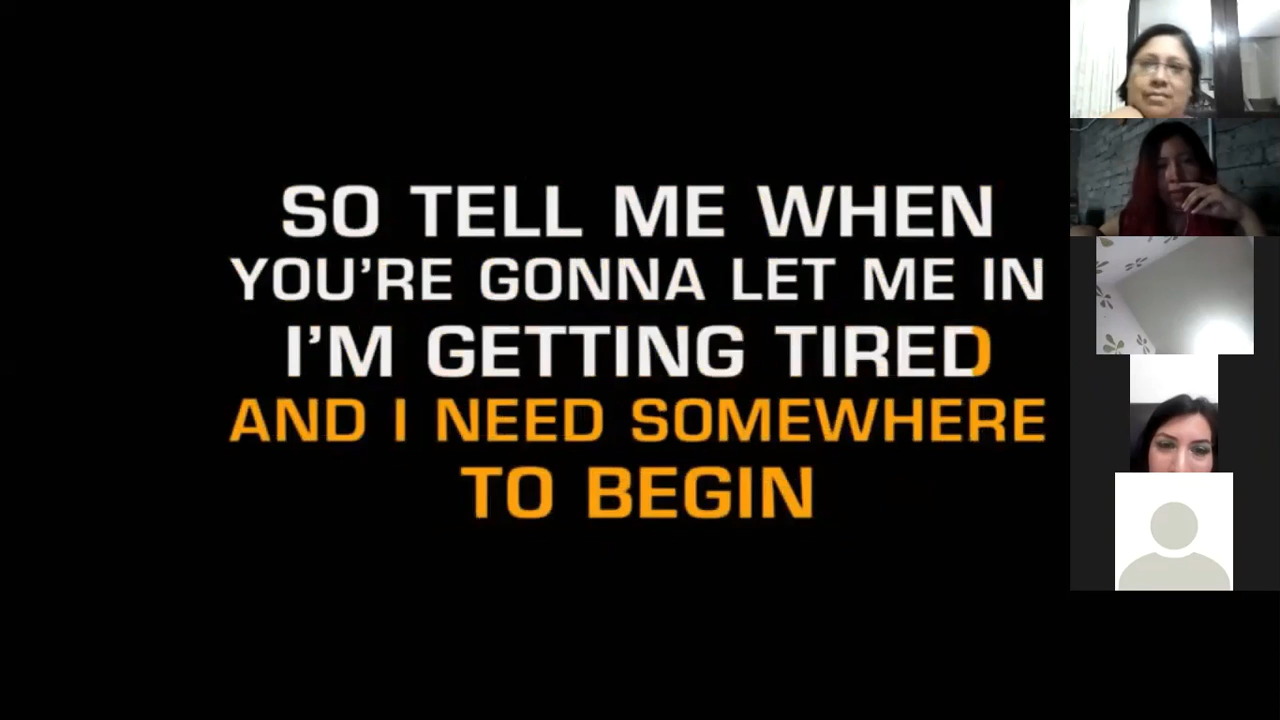 SO TELL ME WHEN
YOU'RE GONNA LET ME IN
I'M GETTING TIRED
AND I NEED SOMEWHERE
TO BEGIN